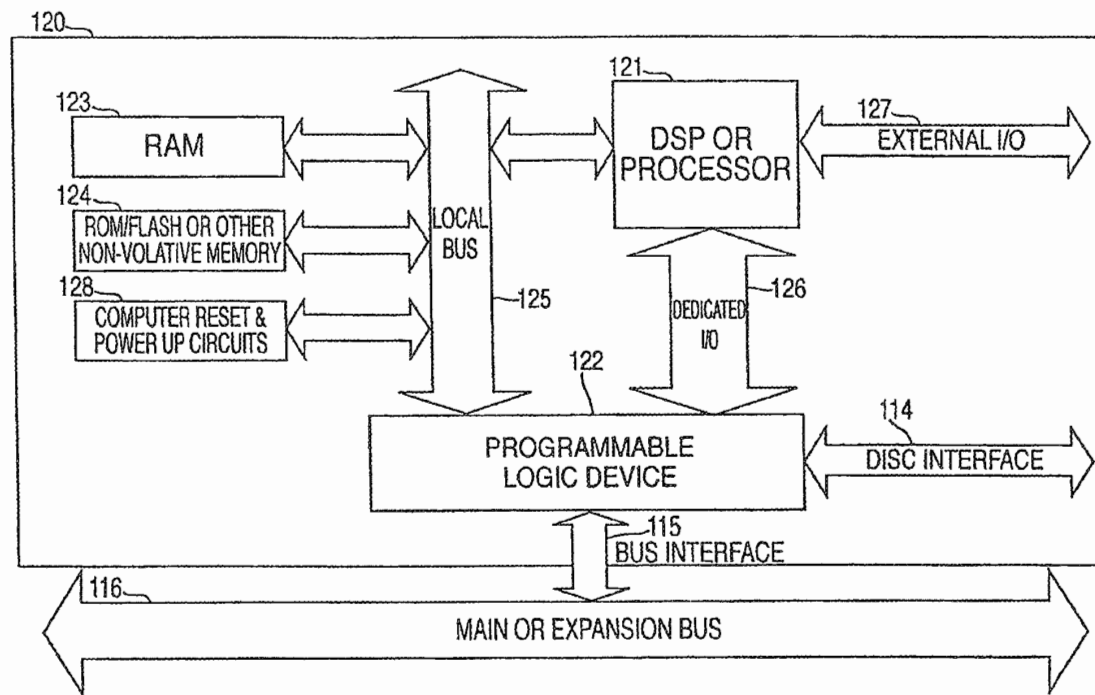 120
123
RAM
124
ROM/FLASH OR OTHER
NON-VOLATIVE MEMORY
128
COMPUTER RESET &
POWER UP CIRCUITS
LOCAL
BUS
125
121
DSP OR
PROCESSOR
127
EXTERNAL I/O
126
DEDICATED
I/O
122
PROGRAMMABLE
LOGIC DEVICE
114
DISC INTERFACE
115
BUS INTERFACE
116
MAIN OR EXPANSION BUS